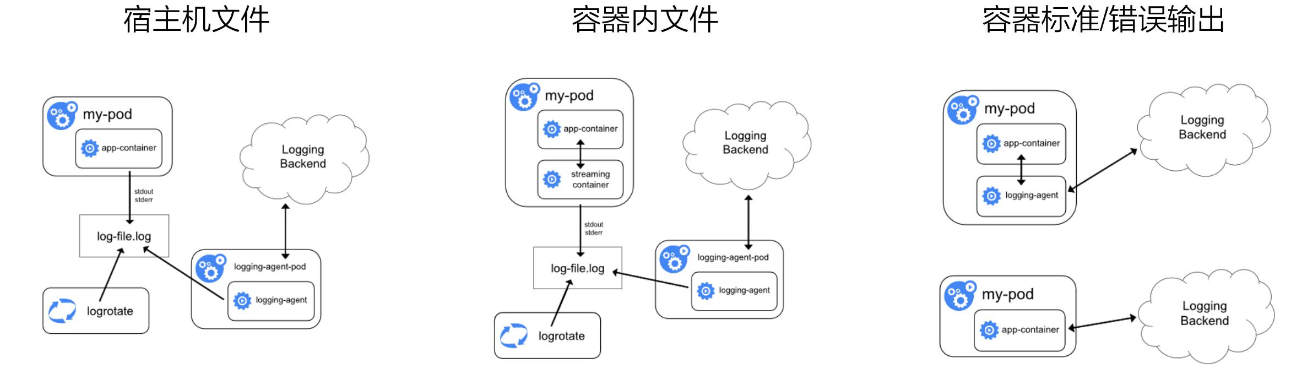 宿主机文件
my-pod
app-container
stdout
stderr
log-file.log
logrotate
Logging
Backend
logging-agent-pod
logging-agent
容器内文件
my-pod
app-container
streaming
container
stdout
stderr
log-file.log
logrotate
Logging
Backend
logging-agent-pod
logging-agent
容器标准/错误输出
my-pod
app-container
logging-agent
Logging
Backend
my-pod
app-container
Logging
Backend